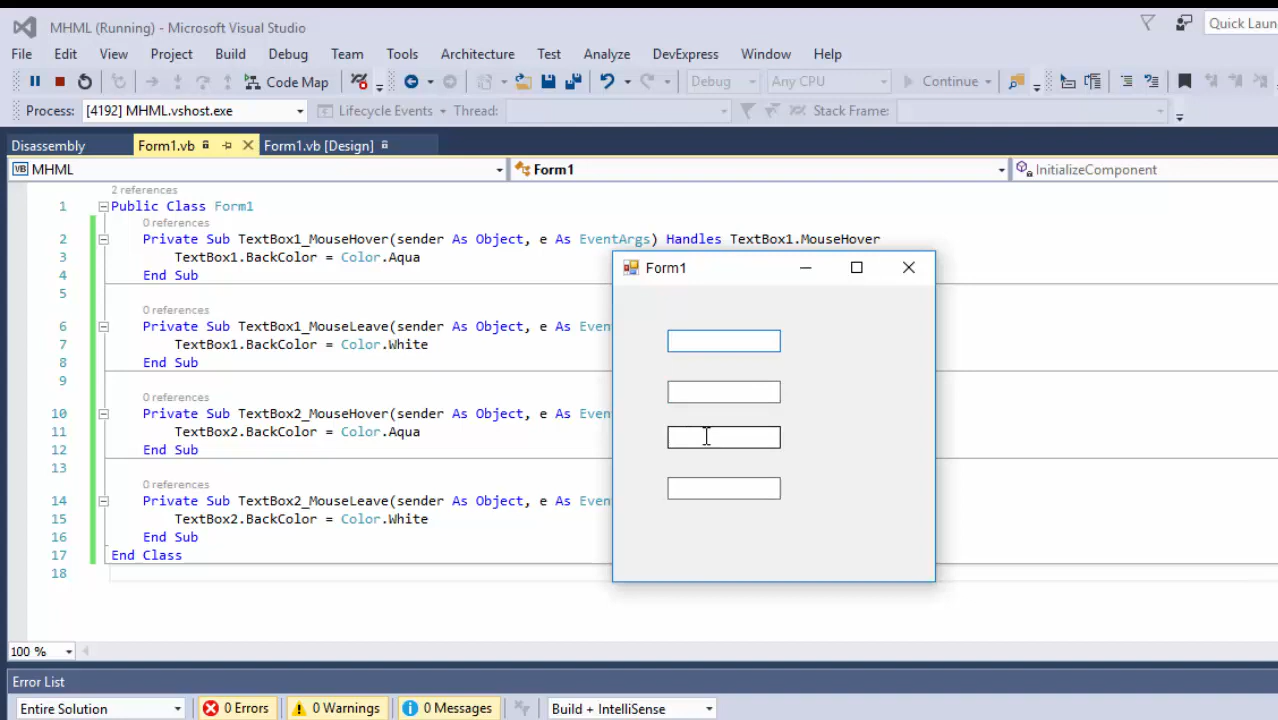 MHML (Running) - Microsoft Visual Studio
Quick Laun
File Edit View Project Build Debug Team Tools Architecture Test Analyze DevExpress Window Help
Code Map Debug Any CPU Continue
Process: [4192] MHML.vshost.exe Lifecycle Events Thread: Stack Frame:
Disassembly Form1.vb Form1.vb [Design]
VB MHML Form1 InitializeComponent
2 references
1 Public Class Form1
0 references
2 Private Sub TextBox1_MouseHover(sender As Object, e As EventArgs) Handles TextBox1.MouseHover
3 TextBox1.BackColor = Color.Aqua
4 End Sub
5
0 references
6 Private Sub TextBox1_MouseLeave(sender As Object, e As Even
7 TextBox1.BackColor = Color.White
8 End Sub
9
0 references
10 Private Sub TextBox2_MouseHover(sender As Object, e As Even
11 TextBox2.BackColor = Color.Aqua
12 End Sub
13
0 references
14 Private Sub TextBox2_MouseLeave(sender As Object, e As Even
15 TextBox2.BackColor = Color.White
16 End Sub
17 End Class
18
Form1
100 %
Error List
Entire Solution 0 Errors 0 Warnings 0 Messages Build + IntelliSense